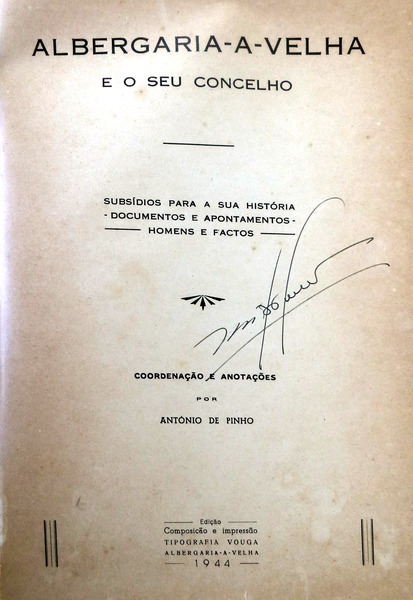 ALBERGARIA-A-VELHA
E O SEU CONCELHO
SUBSÍDIOS PARA A SUA HISTÓRIA
- DOCUMENTOS E APONTAMENTOS -
HOMENS E FACTOS
COORDENAÇÃO E ANOTAÇÕES
POR
ANTÓNIO DE PINHO
Edição
Composição e impressão
TIPOGRAFIA VOUGA
ALBERGARIA-A-VELHA
1944